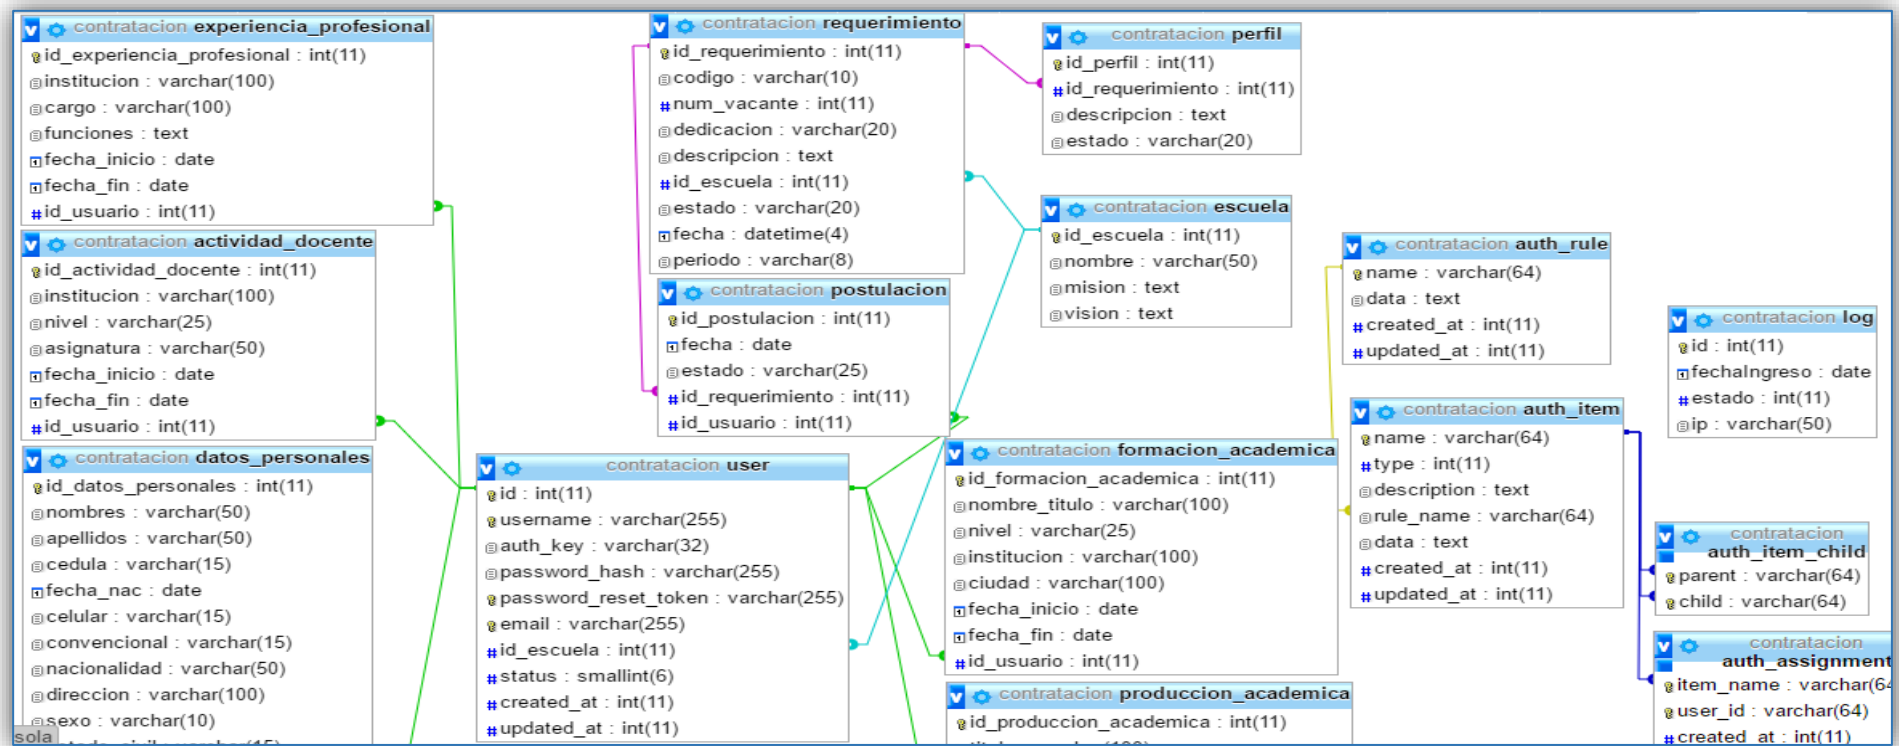 contratacion experiencia_profesional
id_experiencia_profesional : int(11)
institucion : varchar(100)
cargo : varchar(100)
funciones : text
fecha_inicio : date
fecha_fin : date
id_usuario : int(11)
contratacion actividad_docente
id_actividad_docente : int(11)
institucion : varchar(100)
nivel : varchar(25)
asignatura : varchar(50)
fecha_inicio : date
fecha_fin : date
id_usuario : int(11)
contratacion datos_personales
id_datos_personales : int(11)
nombres : varchar(50)
apellidos : varchar(50)
cedula : varchar(15)
fecha_nac : date
celular : varchar(15)
convencional : varchar(15)
nacionalidad : varchar(50)
direccion : varchar(100)
sexo : varchar(10)
sola
contratacion requerimiento
id_requerimiento : int(11)
codigo : varchar(10)
num_vacante : int(11)
dedicacion : varchar(20)
descripcion : text
id_escuela : int(11)
estado : varchar(20)
fecha : datetime(4)
periodo : varchar(8)
contratacion postulacion
id_postulacion : int(11)
fecha : date
estado : varchar(25)
id_requerimiento : int(11)
id_usuario : int(11)
contratacion user
id : int(11)
username : varchar(255)
auth_key : varchar(32)
password_hash : varchar(255)
password_reset_token : varchar(255)
email : varchar(255)
id_escuela : int(11)
status : smallint(6)
created_at : int(11)
updated_at : int(11)
contratacion perfil
id_perfil : int(11)
id_requerimiento : int(11)
descripcion : text
estado : varchar(20)
contratacion escuela
id_escuela : int(11)
nombre : varchar(50)
mision : text
vision : text
contratacion formacion_academica
id_formacion_academica : int(11)
nombre_titulo : varchar(100)
nivel : varchar(25)
institucion : varchar(100)
ciudad : varchar(100)
fecha_inicio : date
fecha_fin : date
id_usuario : int(11)
contratacion produccion_academica
id_produccion_academica : int(11)
contratacion auth_rule
name : varchar(64)
data : text
created_at : int(11)
updated_at : int(11)
contratacion auth_item
name : varchar(64)
type : int(11)
description : text
rule_name : varchar(64)
data : text
created_at : int(11)
updated_at : int(11)
contratacion log
id : int(11)
fechaIngreso : date
estado : int(11)
ip : varchar(50)
contratacion
auth_item_child
parent : varchar(64)
child : varchar(64)
contratacion
auth_assignment
item_name : varchar(64
user_id : varchar(64)
created_at : int(11)